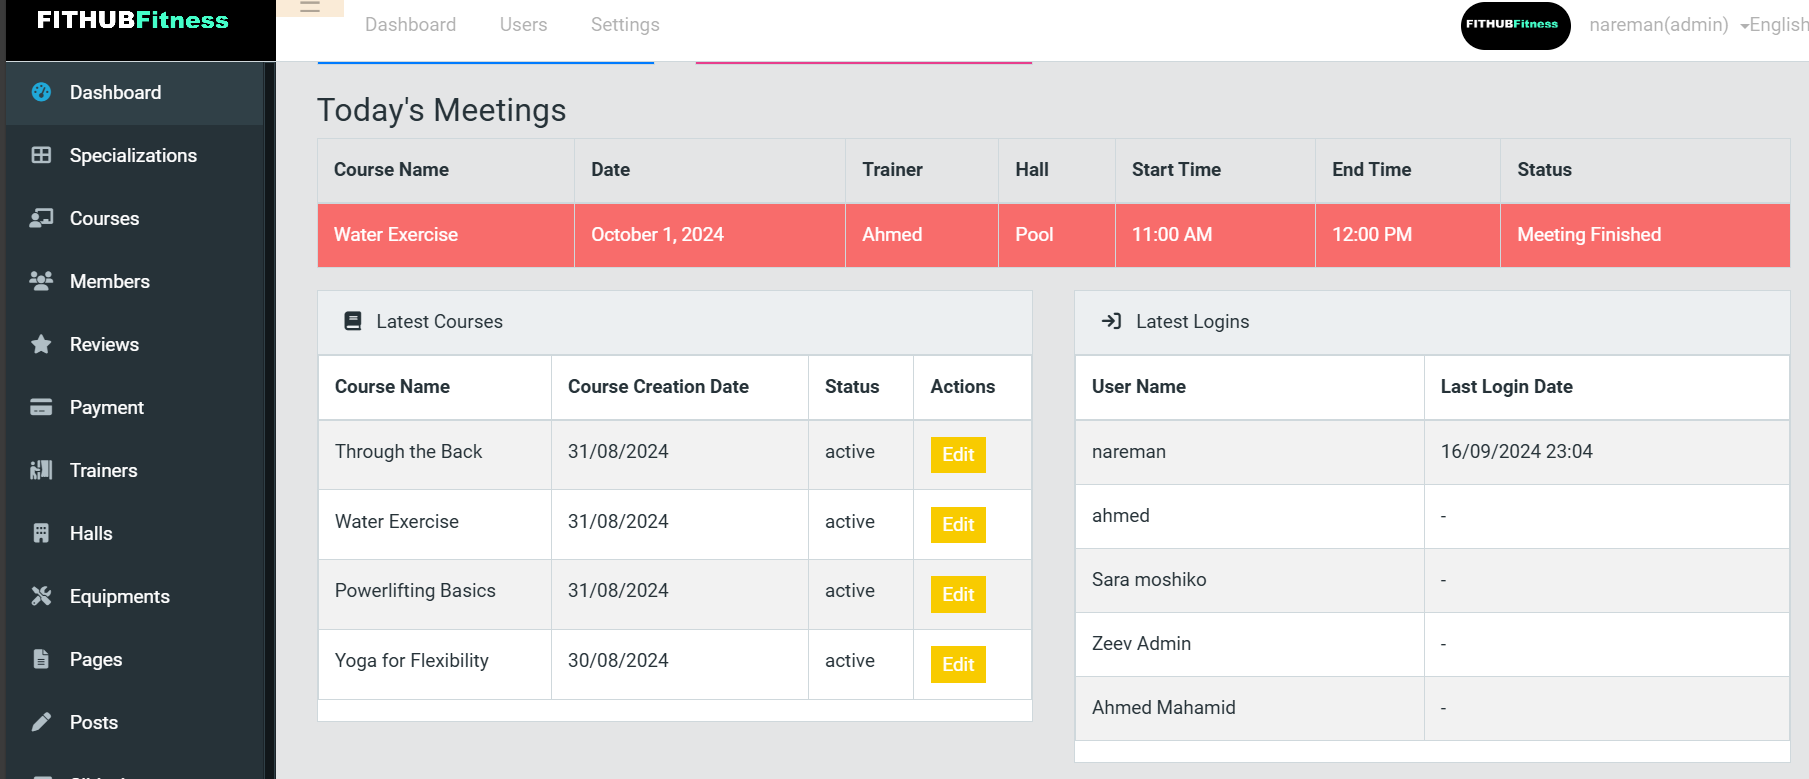 FITHUBFitness
Dashboard
Users
Settings
FITHUBFitness
nareman(admin)
English
Dashboard
Specializations
Courses
Members
Reviews
Payment
Trainers
Halls
Equipments
Pages
Posts
Today's Meetings
Course Name Date Trainer Hall Start Time End Time Status
Water Exercise October 1, 2024 Ahmed Pool 11:00 AM 12:00 PM Meeting Finished
Latest Courses
Course Name Course Creation Date Status Actions
Through the Back 31/08/2024 active Edit
Water Exercise 31/08/2024 active Edit
Powerlifting Basics 31/08/2024 active Edit
Yoga for Flexibility 30/08/2024 active Edit
Latest Logins
User Name Last Login Date
nareman 16/09/2024 23:04
ahmed -
Sara moshiko -
Zeev Admin -
Ahmed Mahamid -